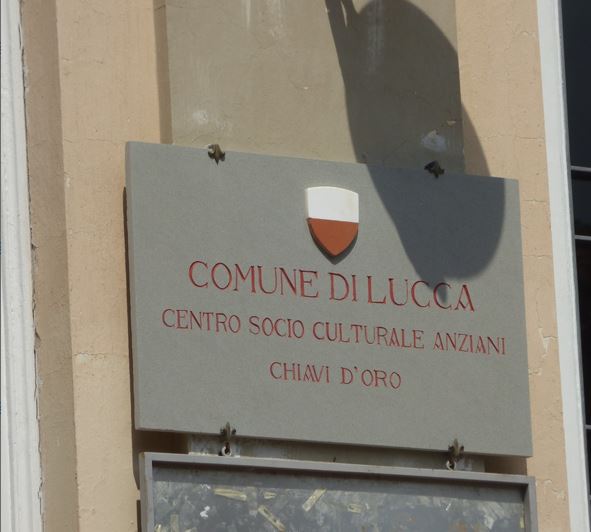 COMUNE DI LUCCA
CENTRO SOCIO CULTURALE ANZIANI
CHIAVI D'ORO